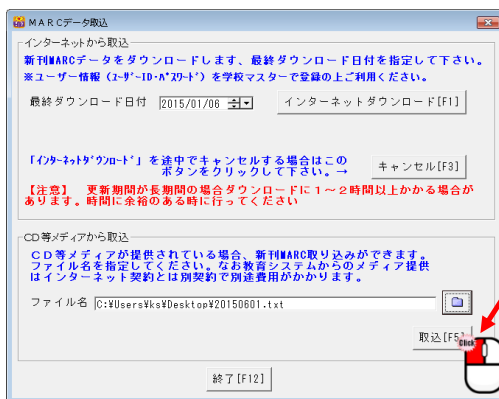 MARCデータ取込
インターネットから取込
新刊MARCデータをダウンロードします、最終ダウンロード日付を指定して下さい。
※ユーザー情報（ﾕｰｻﾞｰID・ﾊﾟｽﾜｰﾄﾞ）を学校マスターで登録の上ご利用ください。
最終ダウンロード日付 2015/01/06 インターネットダウンロード[F1]
「ｲﾝﾀｰﾈｯﾄﾀﾞｳﾝﾛｰﾄﾞ」を途中でキャンセルする場合はこの
ボタンをクリックして下さい。→ キャンセル[F3]
【注意】 更新期間が長期間の場合ダウンロードに１～２時間以上かかる場合が
あります。時間に余裕のある時に行ってください
CD等メディアから取込
ＣＤ等メディアが提供されている場合、新刊MARC取り込みができます。
ファイル名を指定してください。なお教育システムからのメディア提供
はインターネット契約とは別契約で別途費用がかかります。
ファイル名 C:¥Users¥ks¥Desktop¥20150601.txt
取込[F5]
Click
終了[F12]